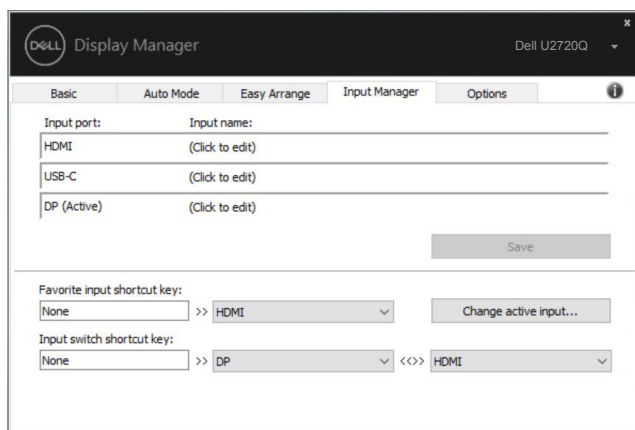 x
DELL Display Manager Dell U2720Q
Basic Auto Mode Easy Arrange Input Manager Options
Input port: Input name:
HDMI (Click to edit)
USB-C (Click to edit)
DP (Active) (Click to edit)
Save
Favorite input shortcut key:
None >> HDMI Change active input...
Input switch shortcut key:
None >> DP <<>> HDMI